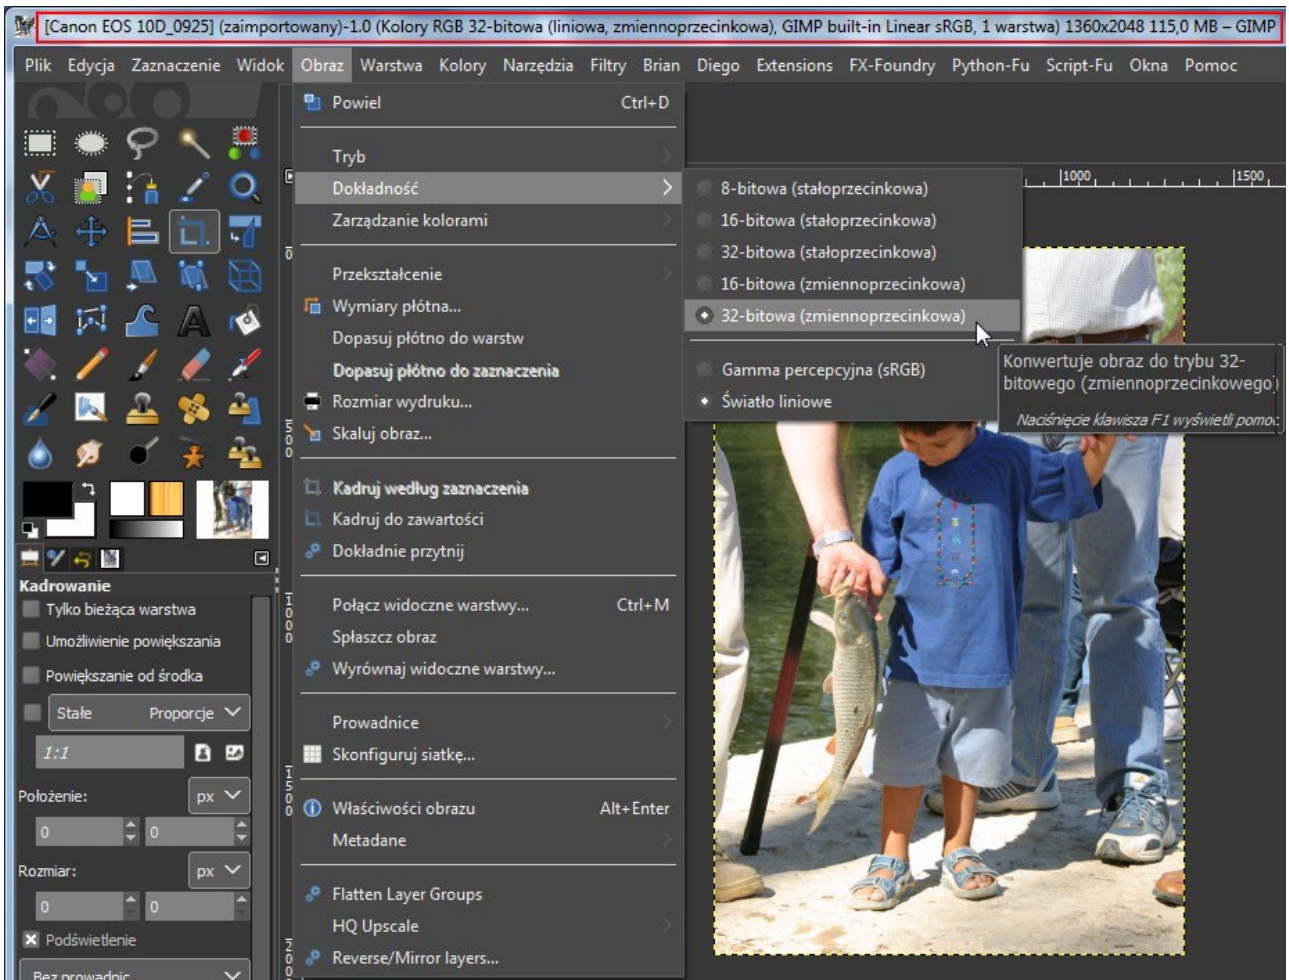 [Canon EOS 10D_0925] (zaimportowany)-1.0 (Kolory RGB 32-bitowa (liniowa, zmiennoprzecinkowa), GIMP built-in Linear sRGB, 1 warstwa) 1360x2048 115,0 MB – GIMP
Plik Edycja Zaznaczenie Widok Obraz Warstwa Kolory Narzędzia Filtry Brian Diego Extensions FX-Foundry Python-Fu Script-Fu Okna Pomoc
Powiel Ctrl+D
Tryb
Dokładność
Zarządzanie kolorami
Przekształcenie
Wymiary płótna...
Dopasuj płótno do warstw
Dopasuj płótno do zaznaczenia
Rozmiar wydruku...
Skaluj obraz...
Kadruj według zaznaczenia
Kadruj do zawartości
Dokładnie przytnij
Połącz widoczne warstwy... Ctrl+M
Spłaszcz obraz
Wyrównaj widoczne warstwy...
Prowadnice
Skonfiguruj siatkę...
Właściwości obrazu Alt+Enter
Metadane
Flatten Layer Groups
HQ Upscale
Reverse/Mirror layers...
8-bitowa (stałoprzecinkowa)
16-bitowa (stałoprzecinkowa)
32-bitowa (stałoprzecinkowa)
16-bitowa (zmiennoprzecinkowa)
32-bitowa (zmiennoprzecinkowa)
Gamma percepcyjna (sRGB)
Światło liniowe
Konwertuje obraz do trybu 32-
bitowego (zmiennoprzecinkowego)
Naciśnięcie klawisza F1 wyświetli pomoc
1000 1500
0
500
1000
1500
Kadrowanie
Tylko bieżąca warstwa
Umożliwienie powiększania
Powiększanie od środka
Stałe Proporcje
1:1
Położenie: px
0 0
Rozmiar: px
0 0
Podświetlenie
Bez prowadnic